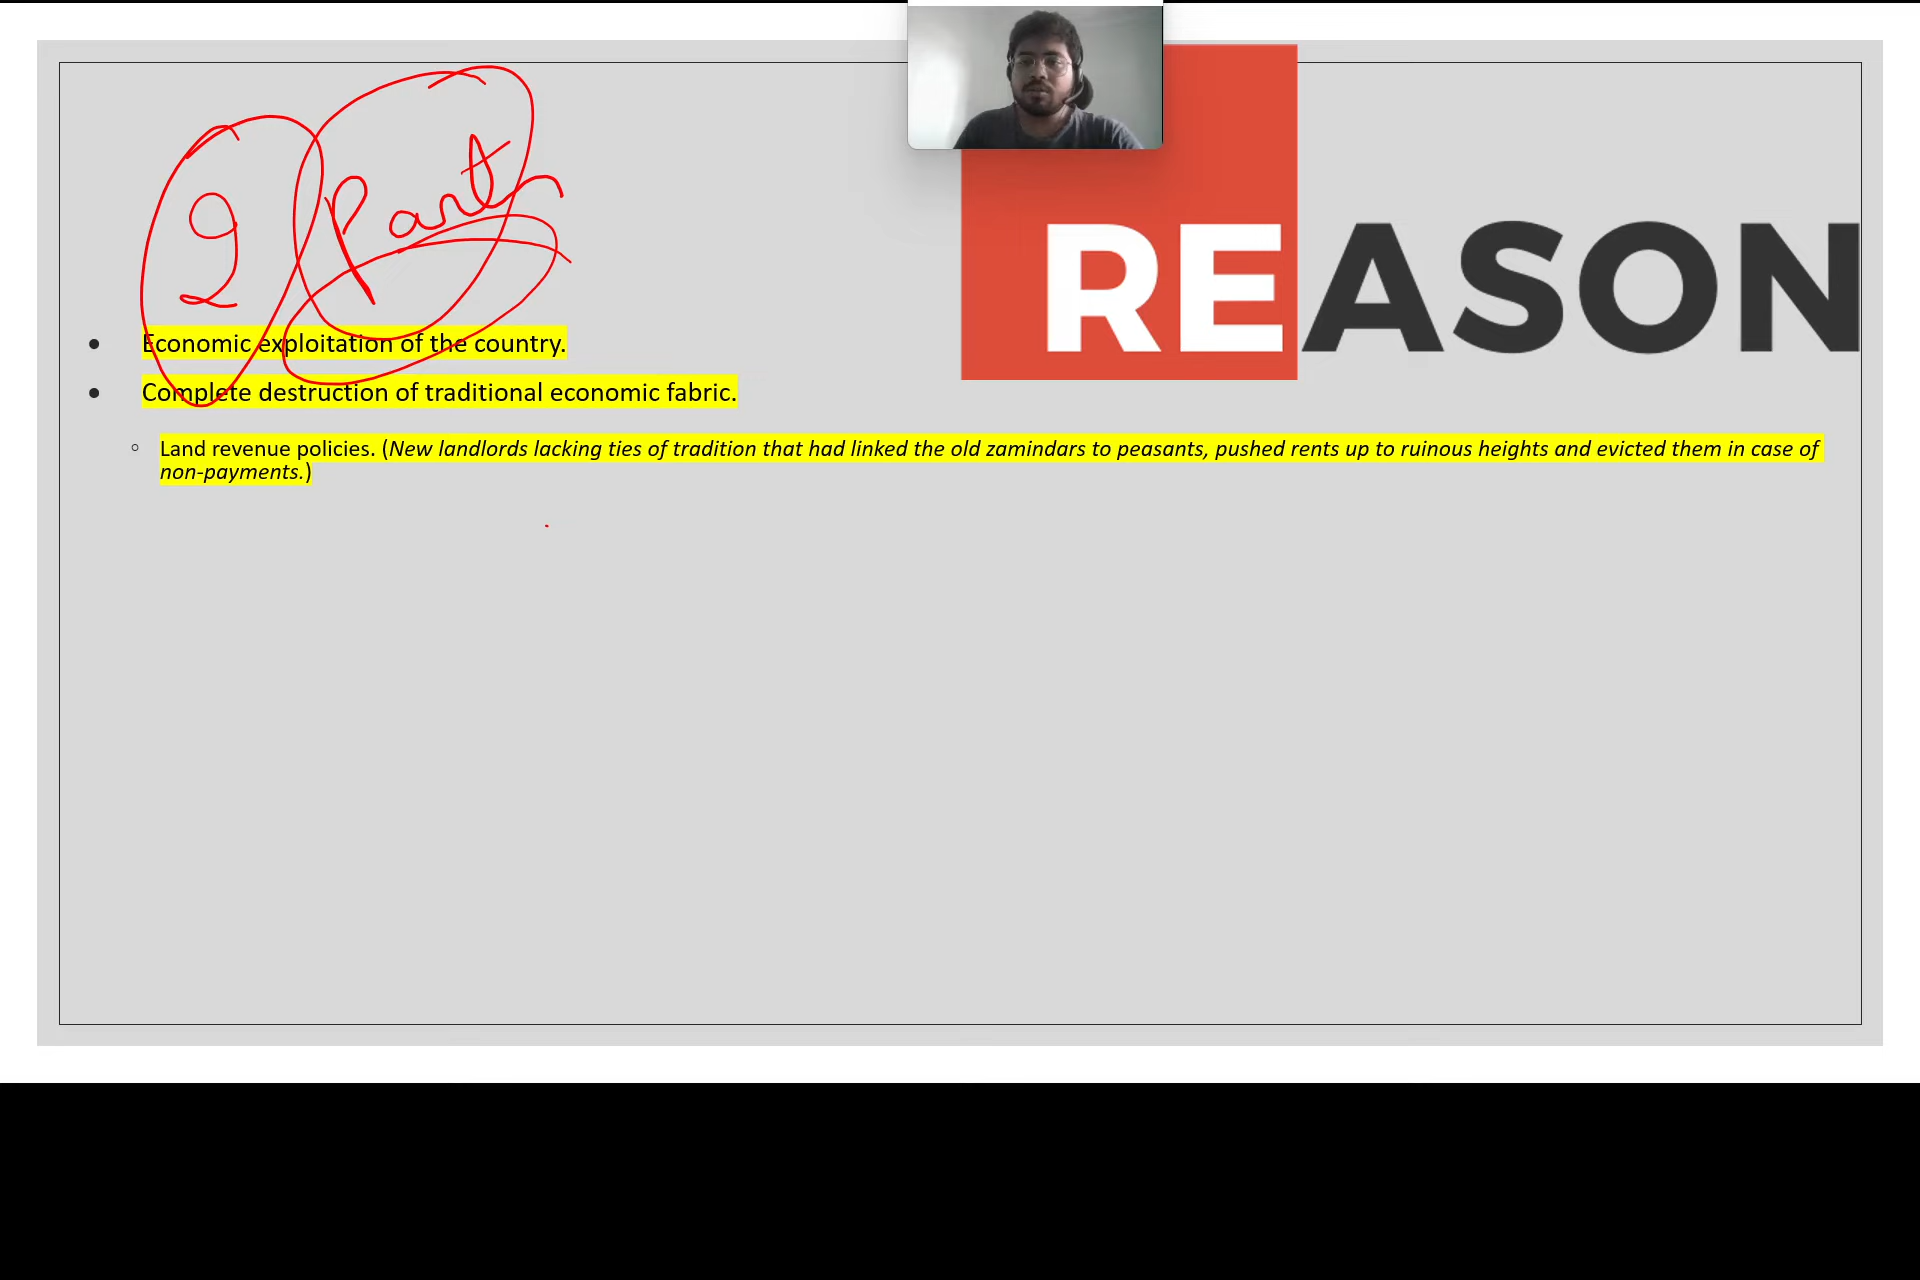 2 Part
REASON
Economic exploitation of the country.
Complete destruction of traditional economic fabric.
Land revenue policies. (New landlords lacking ties of tradition that had linked the old zamindars to peasants, pushed rents up to ruinous heights and evicted them in case of
non-payments.)